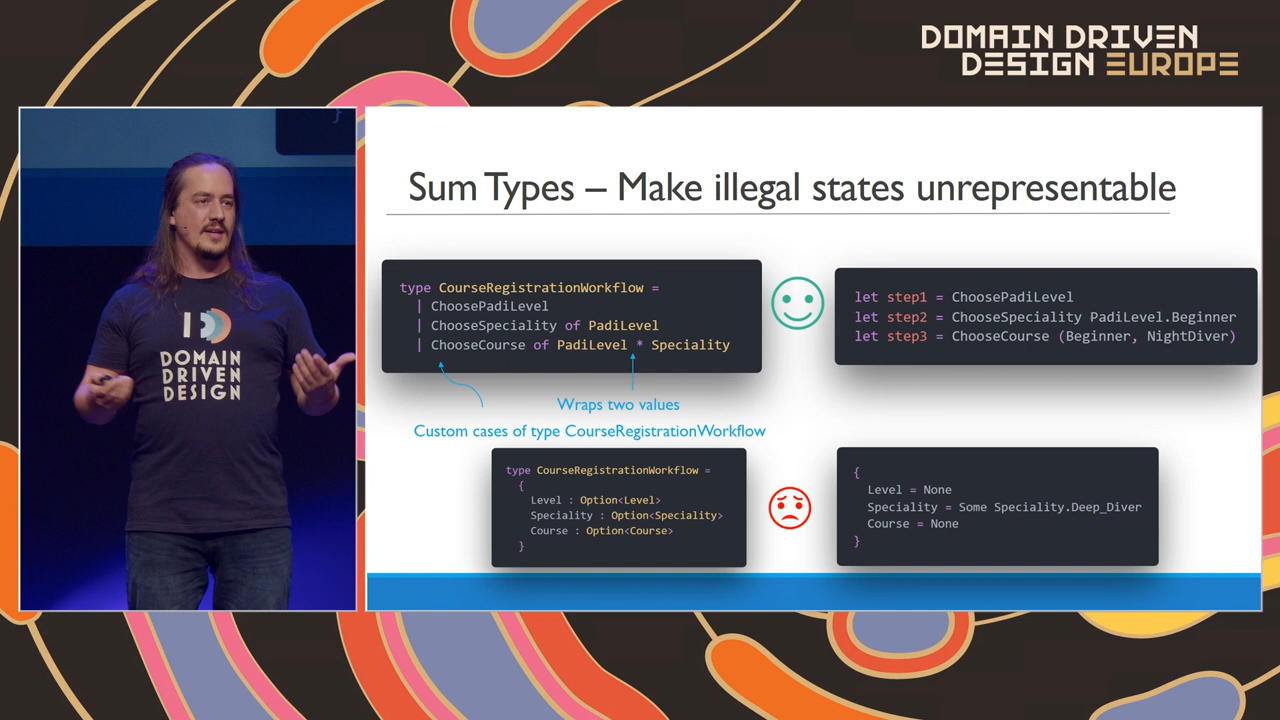 DOMAIN DRIVEN
DESIGN EUROPE
}
DOMAIN
DRIVEN
DESIGN
Sum Types – Make illegal states unrepresentable
type CourseRegistrationWorkflow =
| ChoosePadiLevel
| ChooseSpeciality of PadiLevel
| ChooseCourse of PadiLevel * Speciality
let step1 = ChoosePadiLevel
let step2 = ChooseSpeciality PadiLevel.Beginner
let step3 = ChooseCourse (Beginner, NightDiver)
Wraps two values
Custom cases of type CourseRegistrationWorkflow
type CourseRegistrationWorkflow =
{
Level : Option<Level>
Speciality : Option<Speciality>
Course : Option<Course>
}
{
Level = None
Speciality = Some Speciality.Deep_Diver
Course = None
}